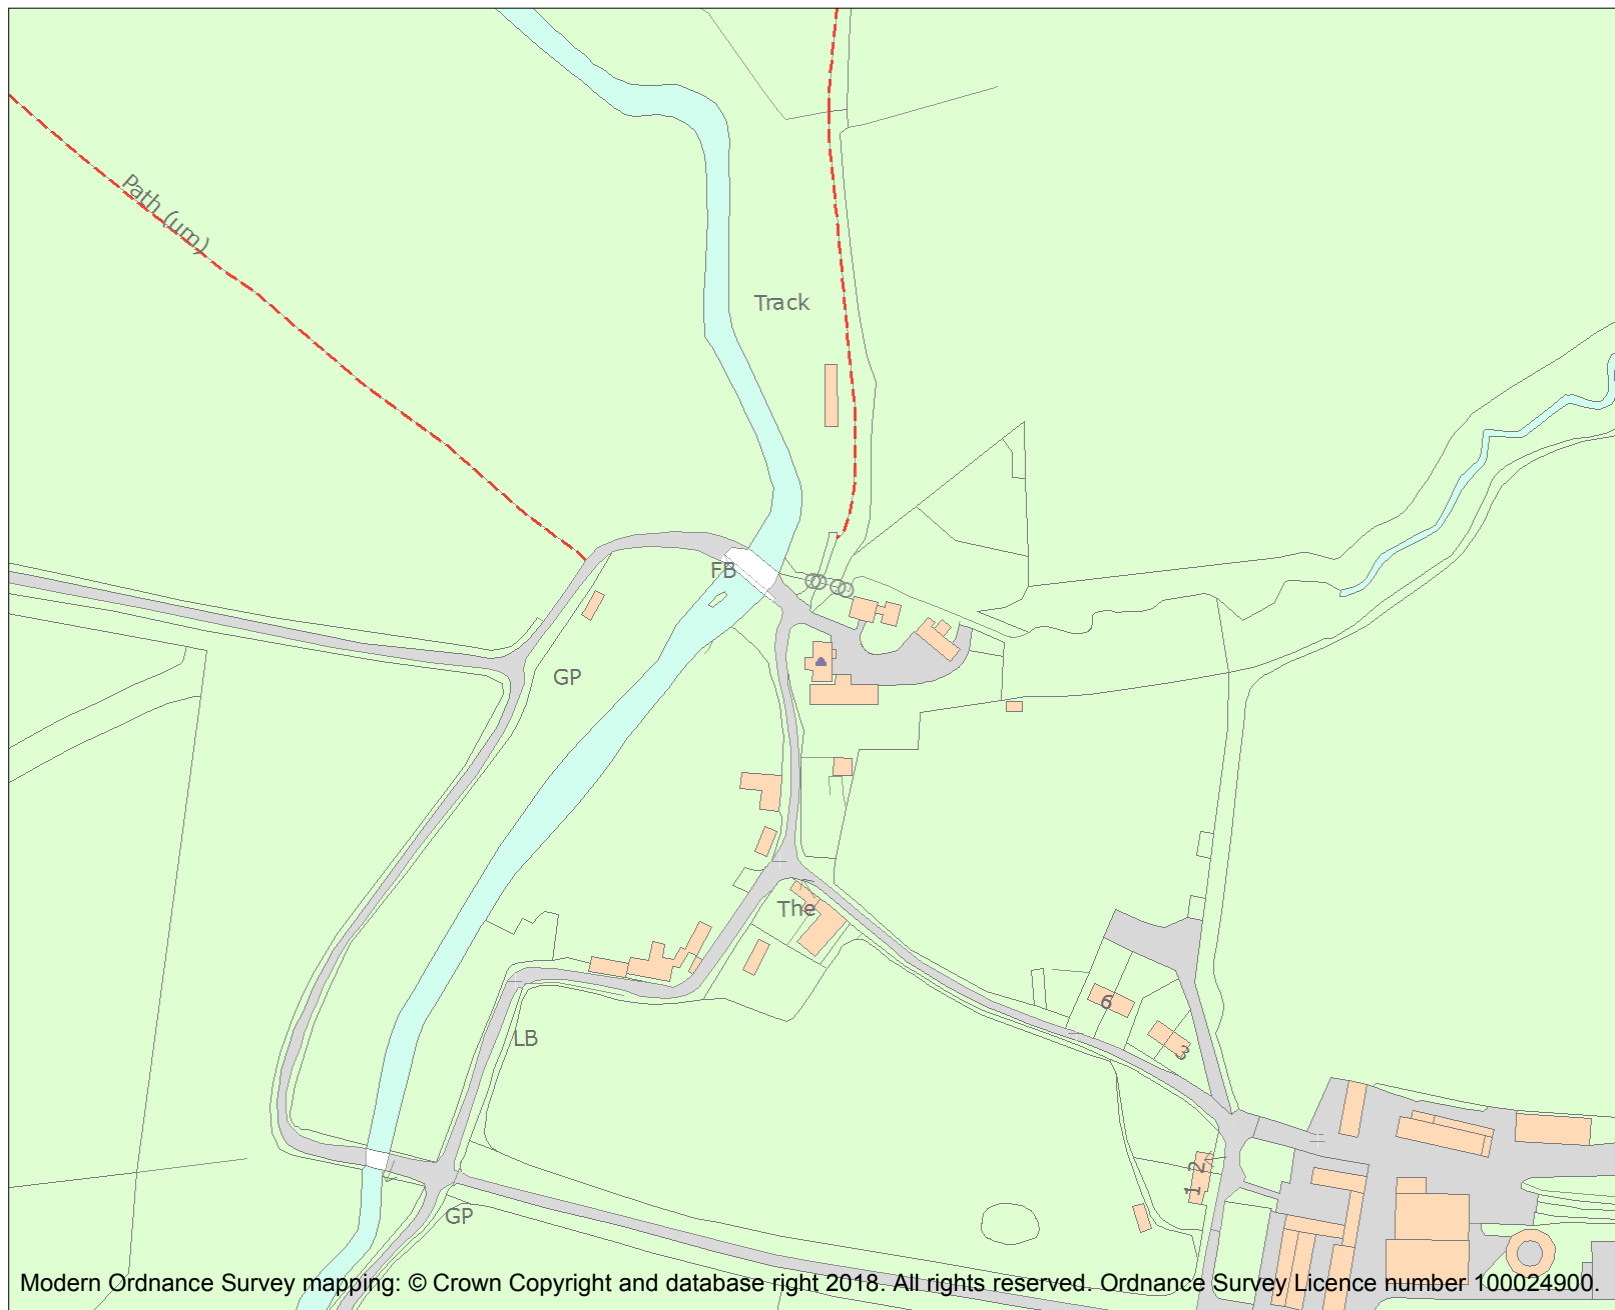 Path (um)
Track
FB
GP
The
6
LB
3
2
1
GP
Modern Ordnance Survey mapping: © Crown Copyright and database right 2018. All rights reserved. Ordnance Survey Licence number 100024900.